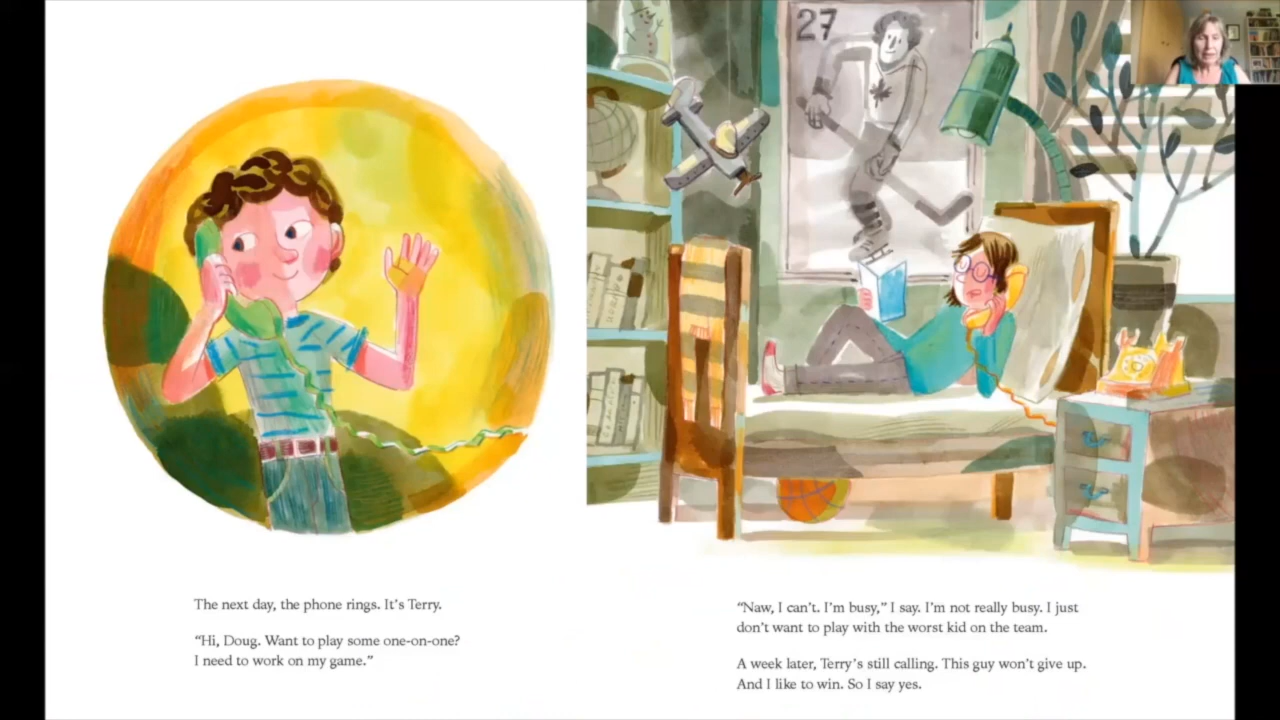 27
The next day, the phone rings. It's Terry.
"Hi, Doug. Want to play some one-on-one?
I need to work on my game."
"Naw, I can't. I'm busy," I say. I'm not really busy. I just
don't want to play with the worst kid on the team.
A week later, Terry's still calling. This guy won't give up.
And I like to win. So I say yes.